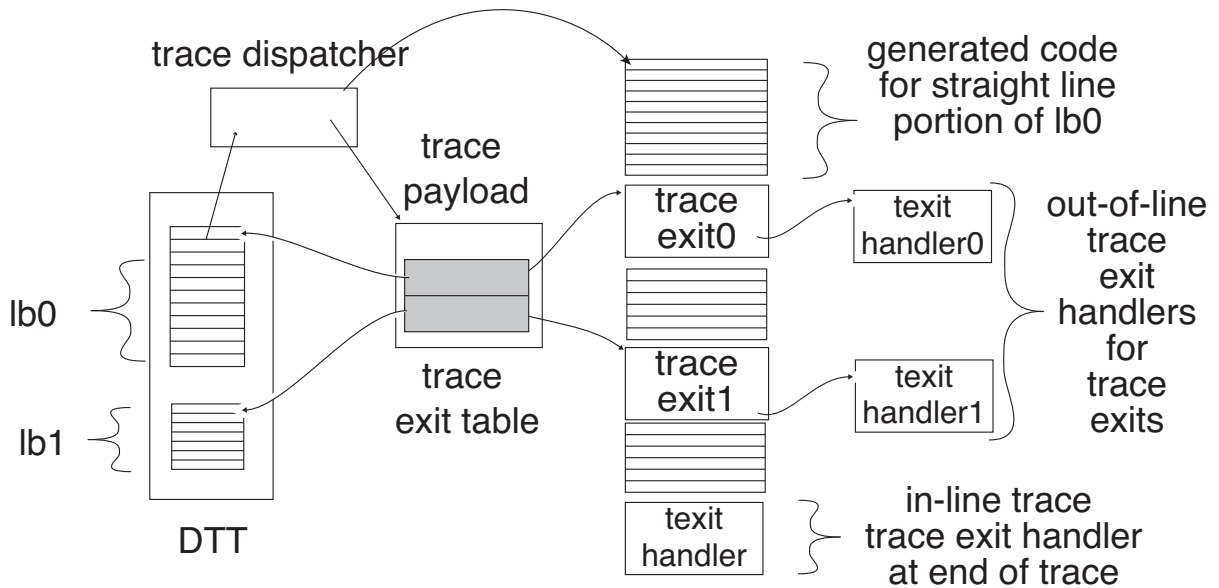 trace dispatcher
generated code
for straight line
portion of lb0
trace
payload
trace
exit0
texit
handler0
out-of-line
trace
exit
handlers
for
trace
exits
lb0
trace
exit table
trace
exit1
texit
handler1
lb1
DTT
texit
handler
in-line trace
trace exit handler
at end of trace